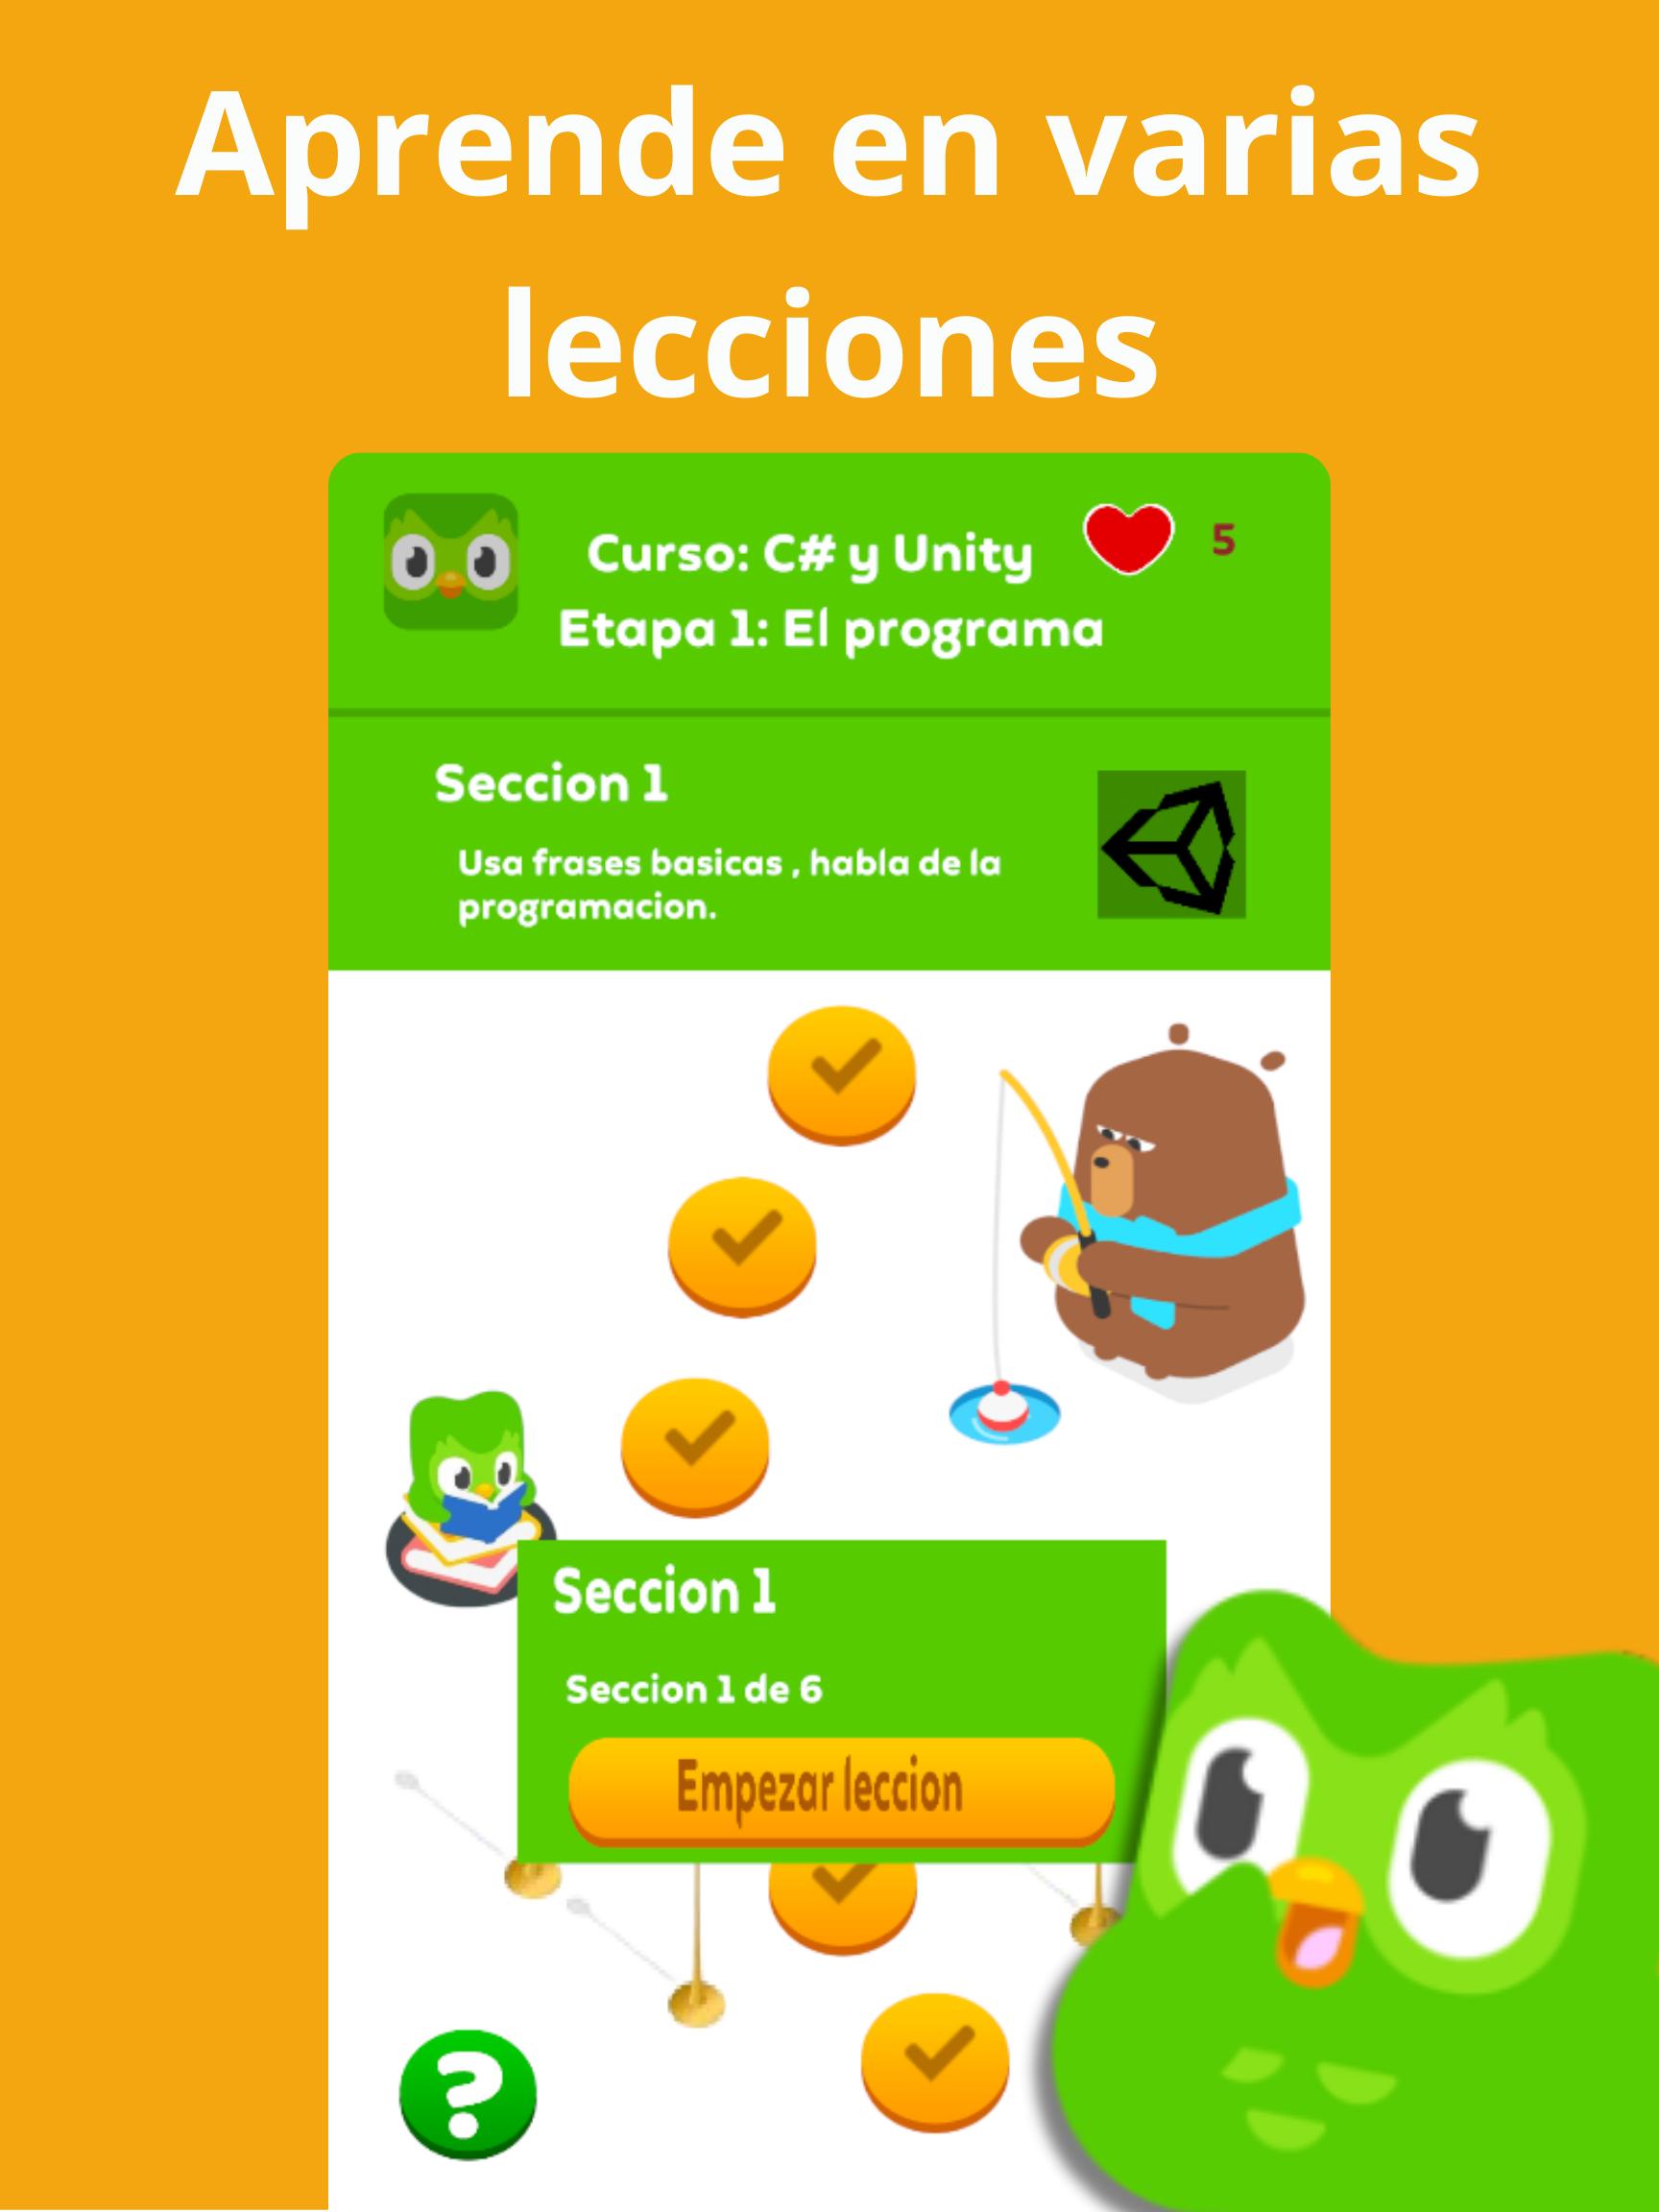 Aprende en varias
lecciones
Curso: C# y Unity
5
Etapa 1: El programa
Seccion 1
Usa frases basicas , habla de la
programacion.
Seccion 1
Seccion 1 de 6
Empezar leccion
?